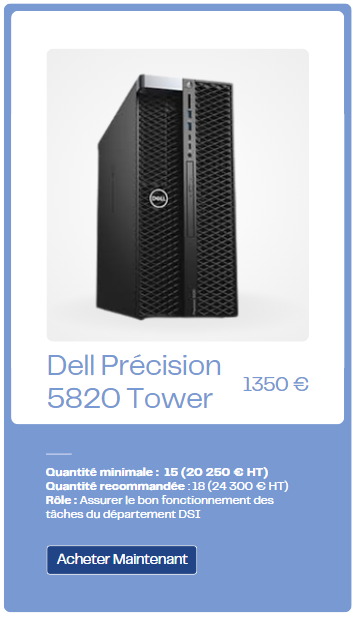 DELL
Dell Précision
5820 Tower
1350 €
Quantité minimale : 15 (20 250 € HT)
Quantité recommandée : 18 (24 300 € HT)
Rôle : Assurer le bon fonctionnement des
tâches du département DSI
Acheter Maintenant